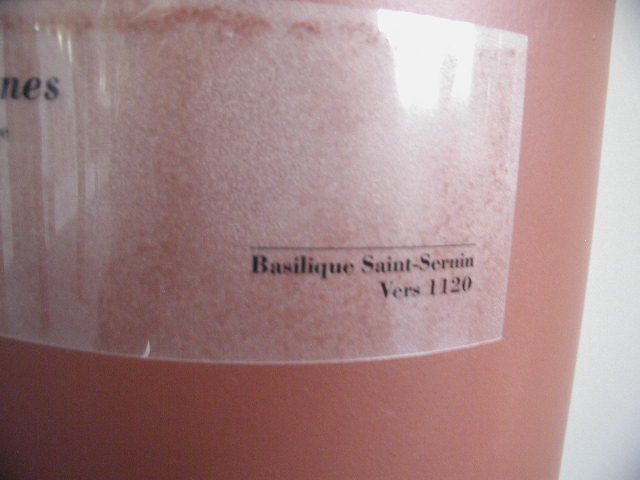 nes
Basilique Saint-Sernin
Vers 1120